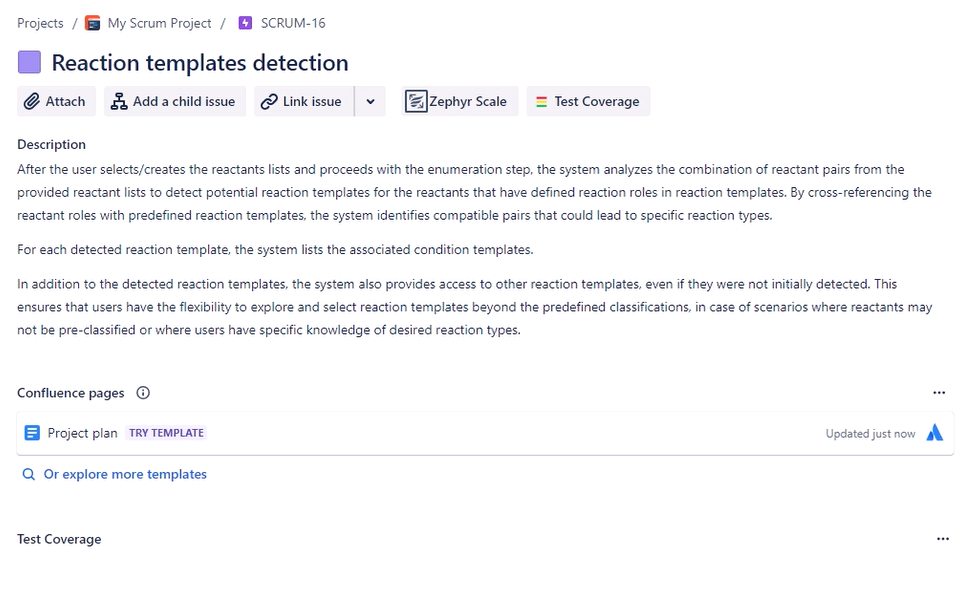 Projects / My Scrum Project / SCRUM-16
Reaction templates detection
Attach Add a child issue Link issue Zephyr Scale Test Coverage
Description
After the user selects/creates the reactants lists and proceeds with the enumeration step, the system analyzes the combination of reactant pairs from the
provided reactant lists to detect potential reaction templates for the reactants that have defined reaction roles in reaction templates. By cross-referencing the
reactant roles with predefined reaction templates, the system identifies compatible pairs that could lead to specific reaction types.
For each detected reaction template, the system lists the associated condition templates.
In addition to the detected reaction templates, the system also provides access to other reaction templates, even if they were not initially detected. This
ensures that users have the flexibility to explore and select reaction templates beyond the predefined classifications, in case of scenarios where reactants may
not be pre-classified or where users have specific knowledge of desired reaction types.
Confluence pages
Project plan TRY TEMPLATE Updated just now
Or explore more templates
Test Coverage